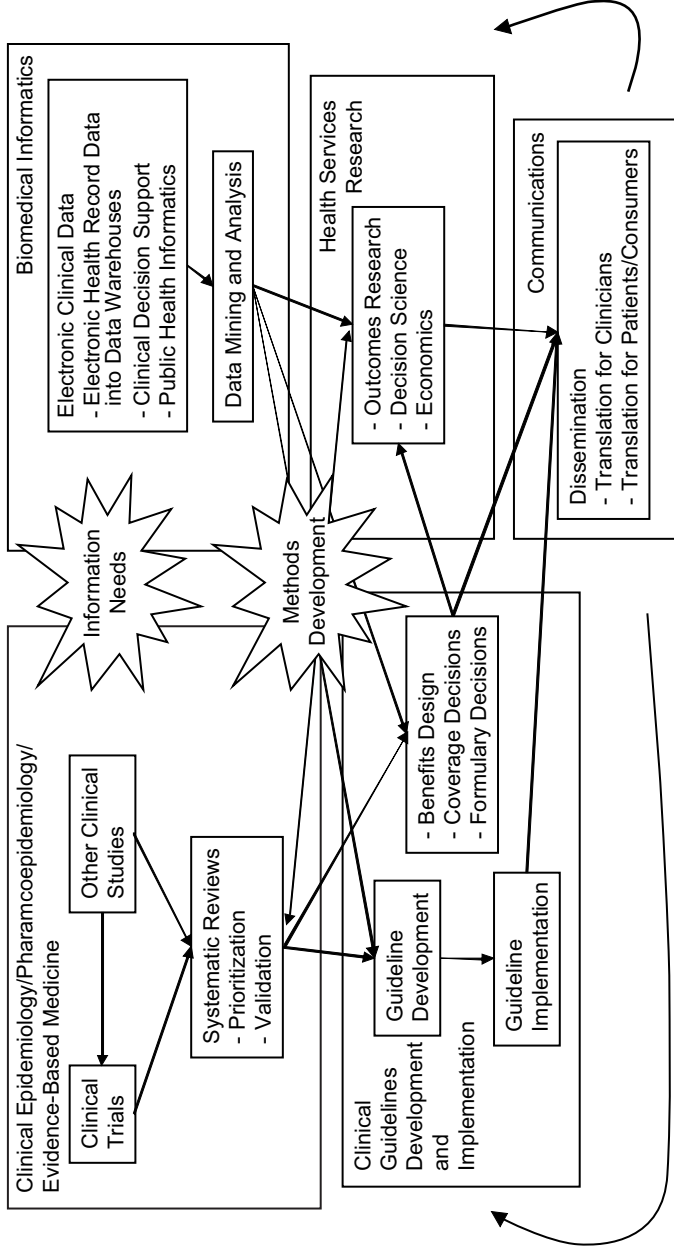 Clinical Epidemiology/Pharamcoepidemiology/
Evidence-Based Medicine
Clinical
Trials
Other Clinical
Studies
Systematic Reviews
- Prioritization
- Validation
Information
Needs
Methods
Development
Biomedical Informatics
Electronic Clinical Data
- Electronic Health Record Data
into Data Warehouses
- Clinical Decision Support
- Public Health Informatics
Data Mining and Analysis
Clinical
Guidelines
Development
and
Implementation
Guideline
Development
Guideline
Implementation
- Benefits Design
- Coverage Decisions
- Formulary Decisions
Health Services
Research
- Outcomes Research
- Decision Science
- Economics
Communications
Dissemination
- Translation for Clinicians
- Translation for Patients/Consumers